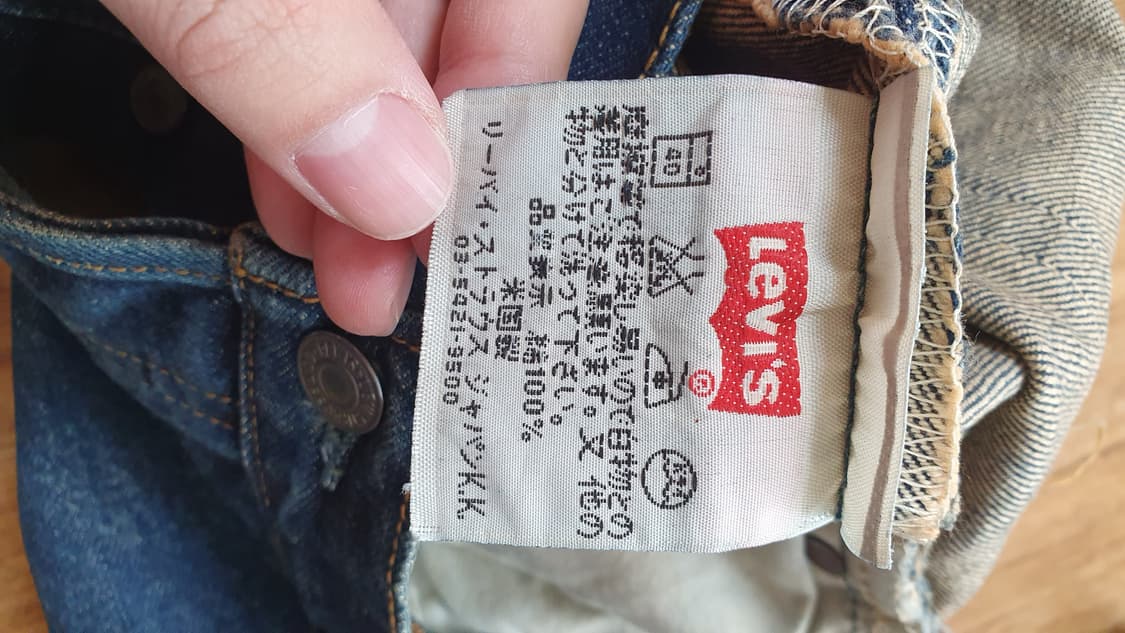 LEVI'S
®
40
摩擦等で移染し易いので白物との
着用はご注意願います。又 他の
物と分けて洗って下さい。
品質表示 綿100%
米国製
リーバイ・ストラウス ジャパンK.K
03-5421-9500